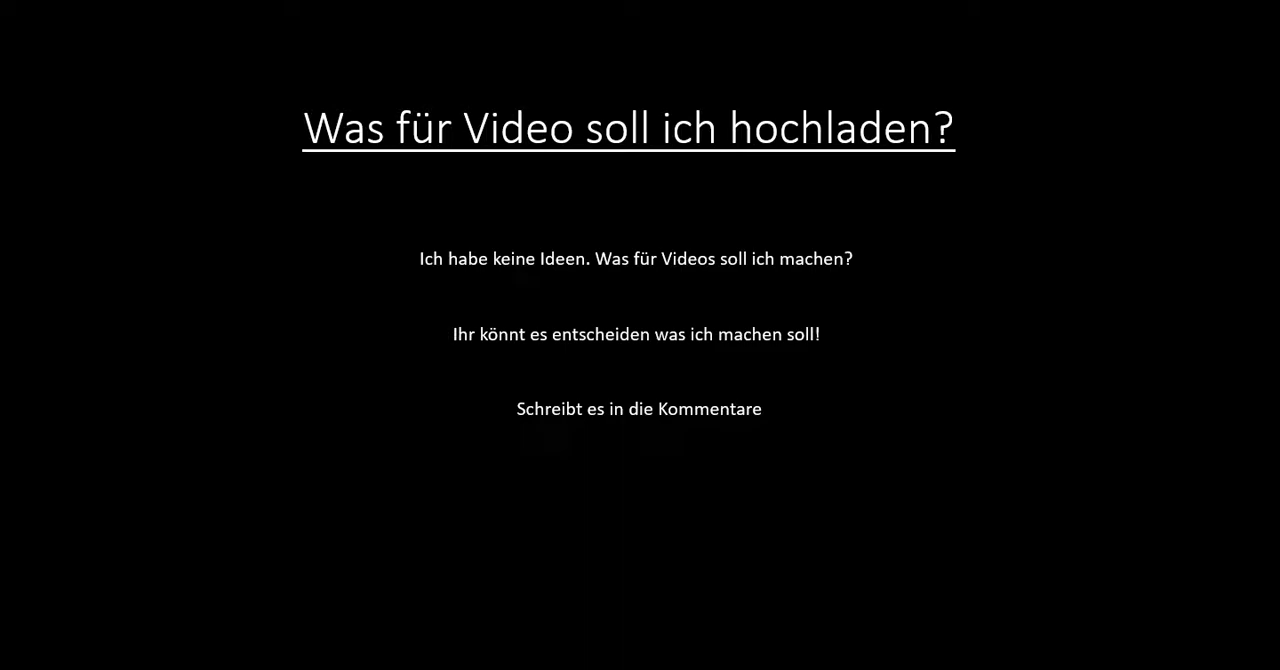 Was für Video soll ich hochladen?
Ich habe keine Ideen. Was für Videos soll ich machen?
Ihr könnt es entscheiden was ich machen soll!
Schreibt es in die Kommentare